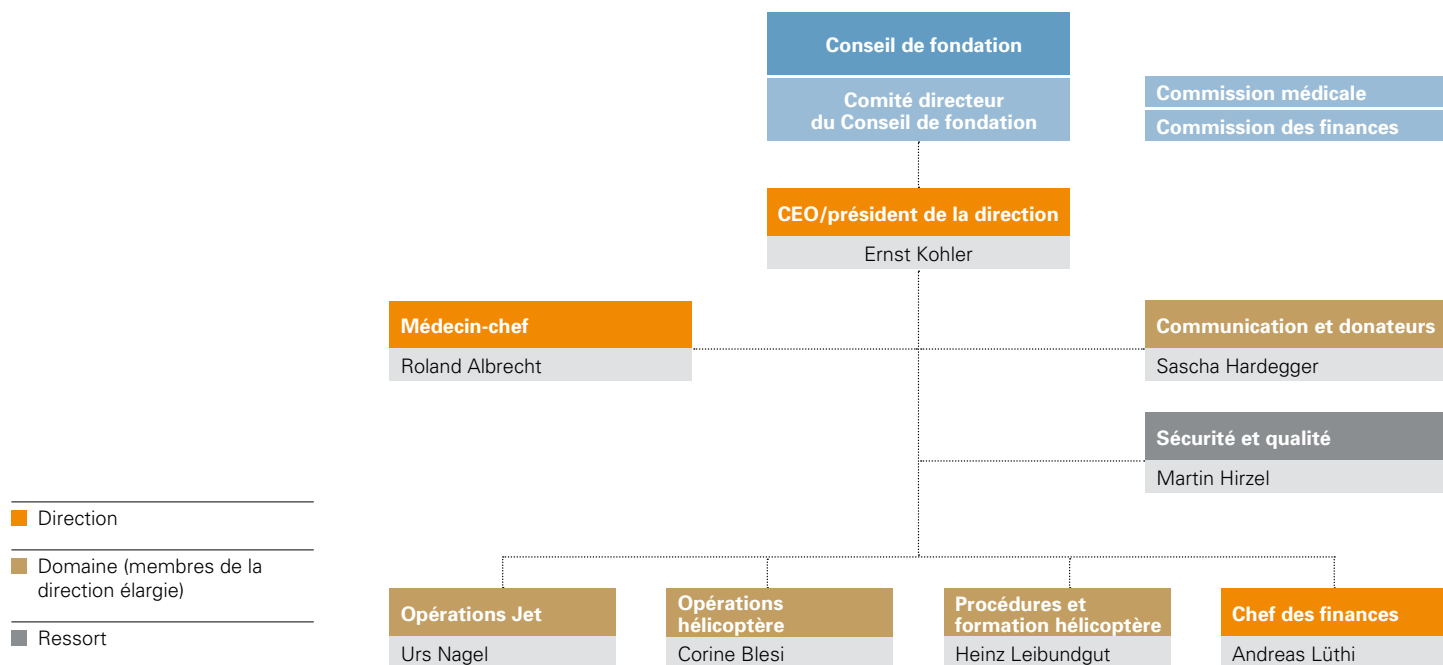 Conseil de fondation
Comité directeur
du Conseil de fondation
Commission médicale
Commission des finances
CEO/président de la direction
Ernst Kohler
Médecin-chef
Roland Albrecht
Communication et donateurs
Sascha Hardegger
Sécurité et qualité
Martin Hirzel
Direction
Domaine (membres de la
direction élargie)
Ressort
Opérations Jet
Urs Nagel
Opérations
hélicoptère
Corine Blesi
Procédures et
formation hélicoptère
Heinz Leibundgut
Chef des finances
Andreas Lüthi